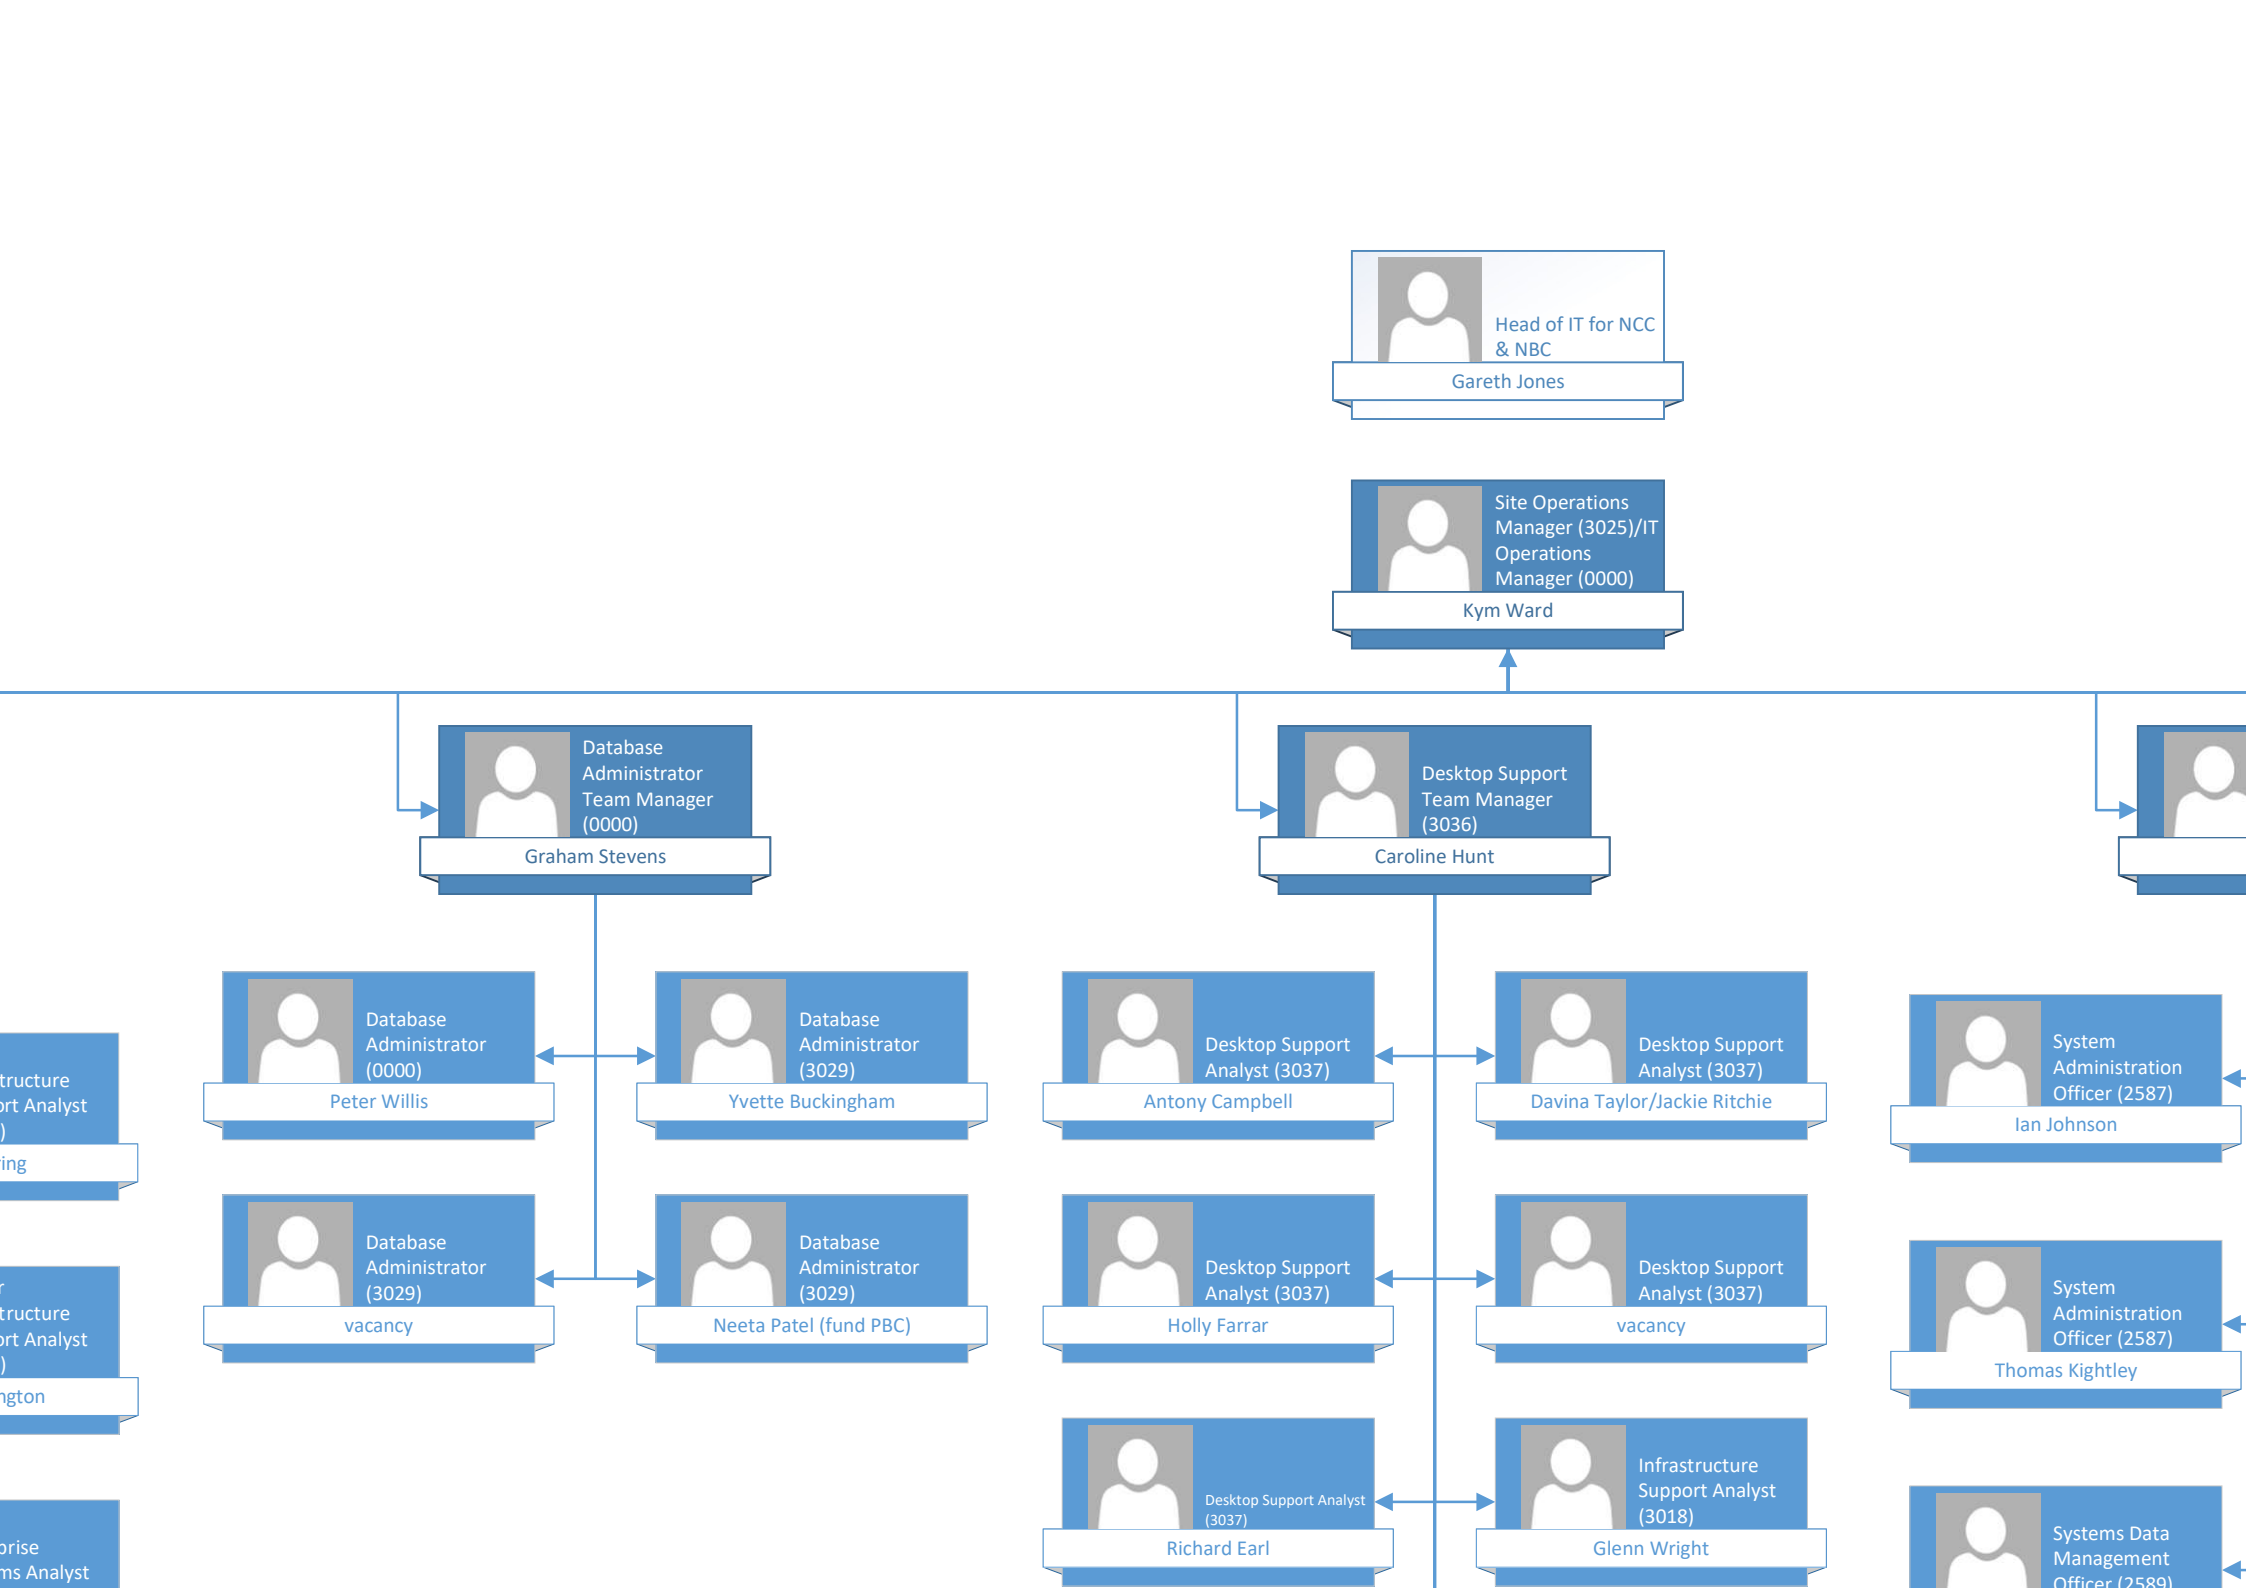 Head of IT for NCC
& NBC
Gareth Jones
Site Operations
Manager (3025)/IT
Operations
Manager (0000)
Kym Ward
Database
Administrator
Team Manager
(0000)
Graham Stevens
Desktop Support
Team Manager
(3036)
Caroline Hunt
Database
Administrator
(0000)
Peter Willis
Database
Administrator
(3029)
Yvette Buckingham
Desktop Support
Analyst (3037)
Antony Campbell
Desktop Support
Analyst (3037)
Davina Taylor/Jackie Ritchie
System
Administration
Officer (2587)
Ian Johnson
Analyst
Database
Administrator
(3029)
vacancy
Database
Administrator
(3029)
Neeta Patel (fund PBC)
Desktop Support
Analyst (3037)
Holly Farrar
Desktop Support
Analyst (3037)
vacancy
System
Administration
Officer (2587)
Thomas Kightley
Analyst
Desktop Support Analyst
(3037)
Richard Earl
Infrastructure
Support Analyst
(3018)
Glenn Wright
Systems Data
Management
Officer (2589)
Analyst